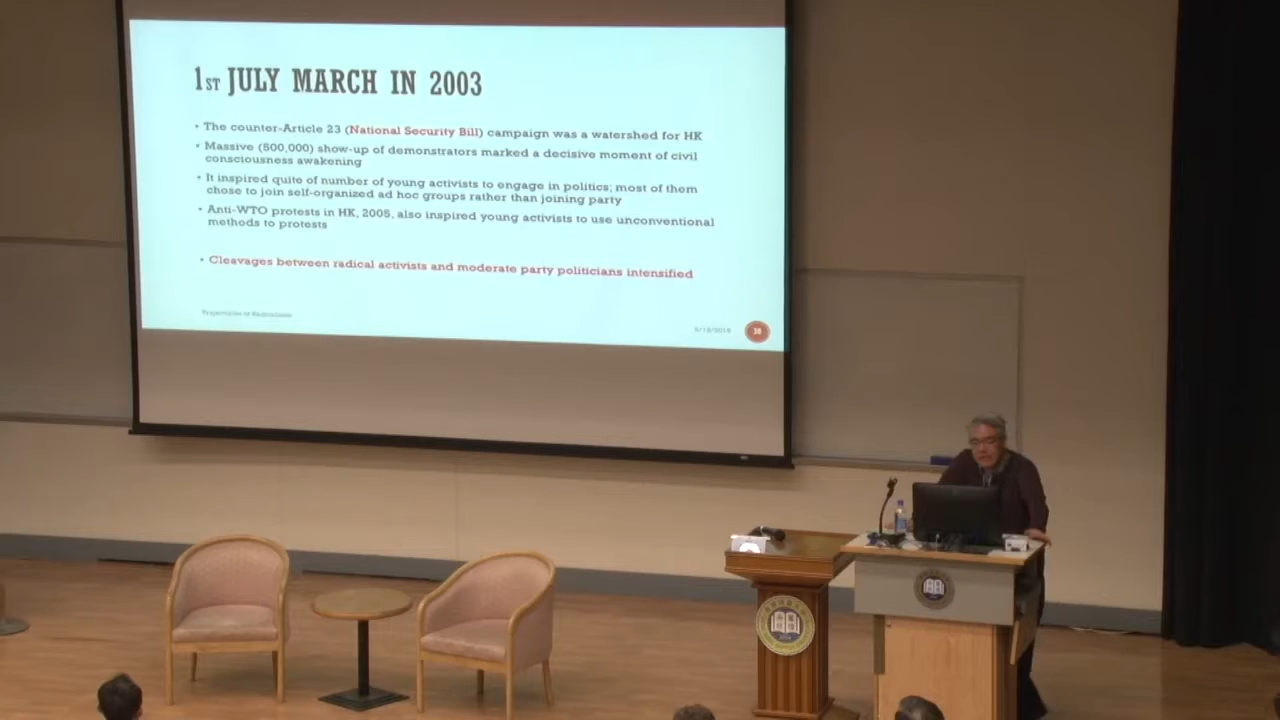 1ST JULY MARCH IN 2003
• The counter-Article 23 (National Security Bill) campaign was a watershed for HK
• Massive (500,000) show-up of demonstrators marked a decisive moment of civil
consciousness awakening
• It inspired quite of number of young activists to engage in politics; most of them
chose to join self-organized ad hoc groups rather than joining party
• Anti-WTO protests in HK, 2005, also inspired young activists to use unconventional
methods to protests
• Cleavages between radical activists and moderate party politicians intensified